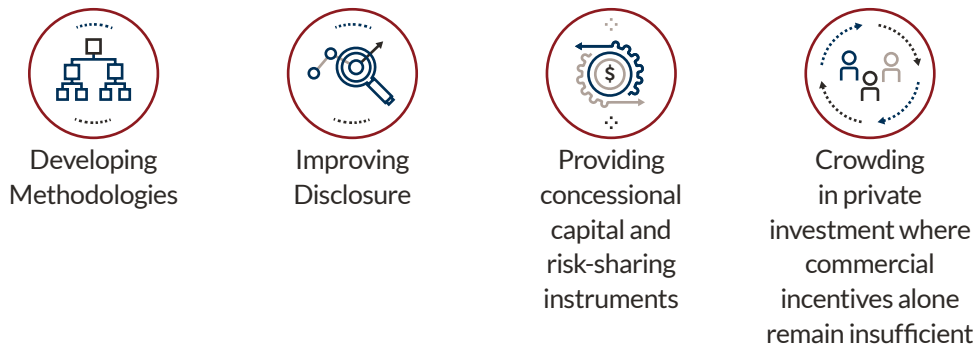 Developing
Methodologies
Improving
Disclosure
$
Providing
concessional
capital and
risk-sharing
instruments
Crowding
in private
investment where
commercial
incentives alone
remain insufficient